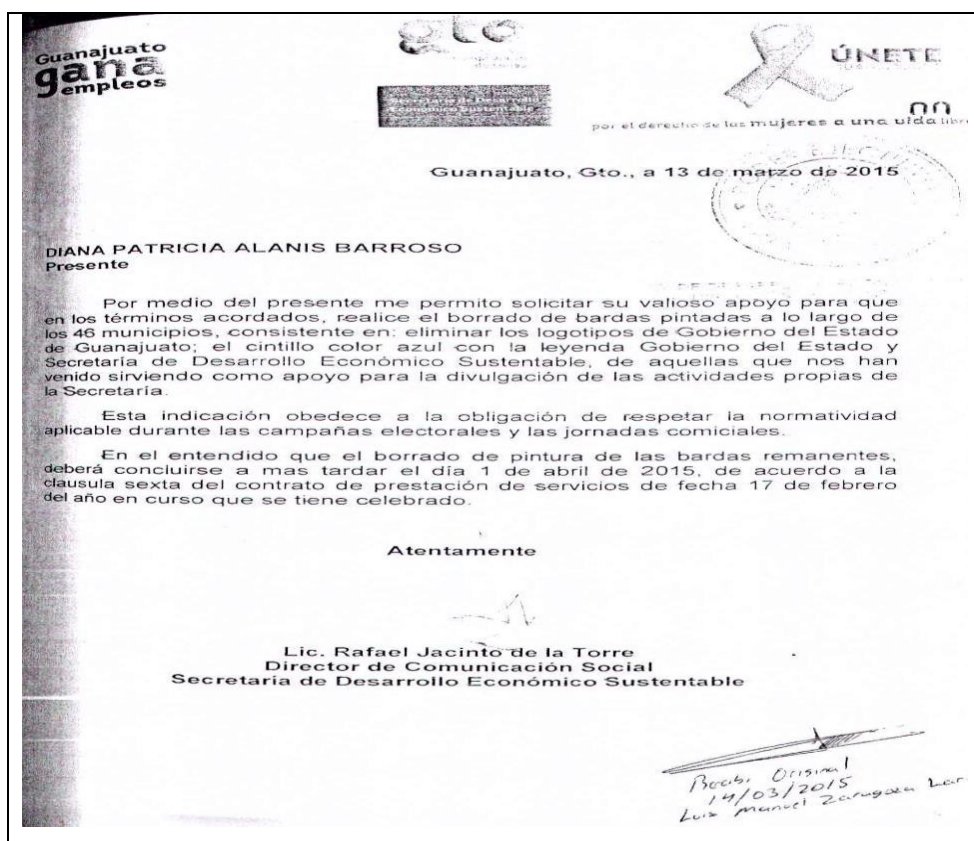 Guanajuato
gana
empleos
gto
Secretaría de Desarrollo
Económico Sustentable
ÚNETE
por el derecho de las mujeres a una vida libre
Guanajuato, Gto., a 13 de marzo de 2015
DIANA PATRICIA ALANIS BARROSO
Presente
Por medio del presente me permito solicitar su valioso apoyo para que
en los términos acordados, realice el borrado de bardas pintadas a lo largo de
los 46 municipios, consistente en: eliminar los logotipos de Gobierno del Estado
de Guanajuato; el cintillo color azul con la leyenda Gobierno del Estado y
Secretaría de Desarrollo Económico Sustentable, de aquellas que nos han
venido sirviendo como apoyo para la divulgación de las actividades propias de
la Secretaría.
Esta indicación obedece a la obligación de respetar la normatividad
aplicable durante las campañas electorales y las jornadas comiciales.
En el entendido que el borrado de pintura de las bardas remanentes,
deberá concluirse a mas tardar el día 1 de abril de 2015, de acuerdo a la
clausula sexta del contrato de prestación de servicios de fecha 17 de febrero
del año en curso que se tiene celebrado.
Atentamente
Lic. Rafael Jacinto de la Torre
Director de Comunicación Social
Secretaría de Desarrollo Económico Sustentable
Recibi Original
14/03/2015
Luis Manuel Zaragoza